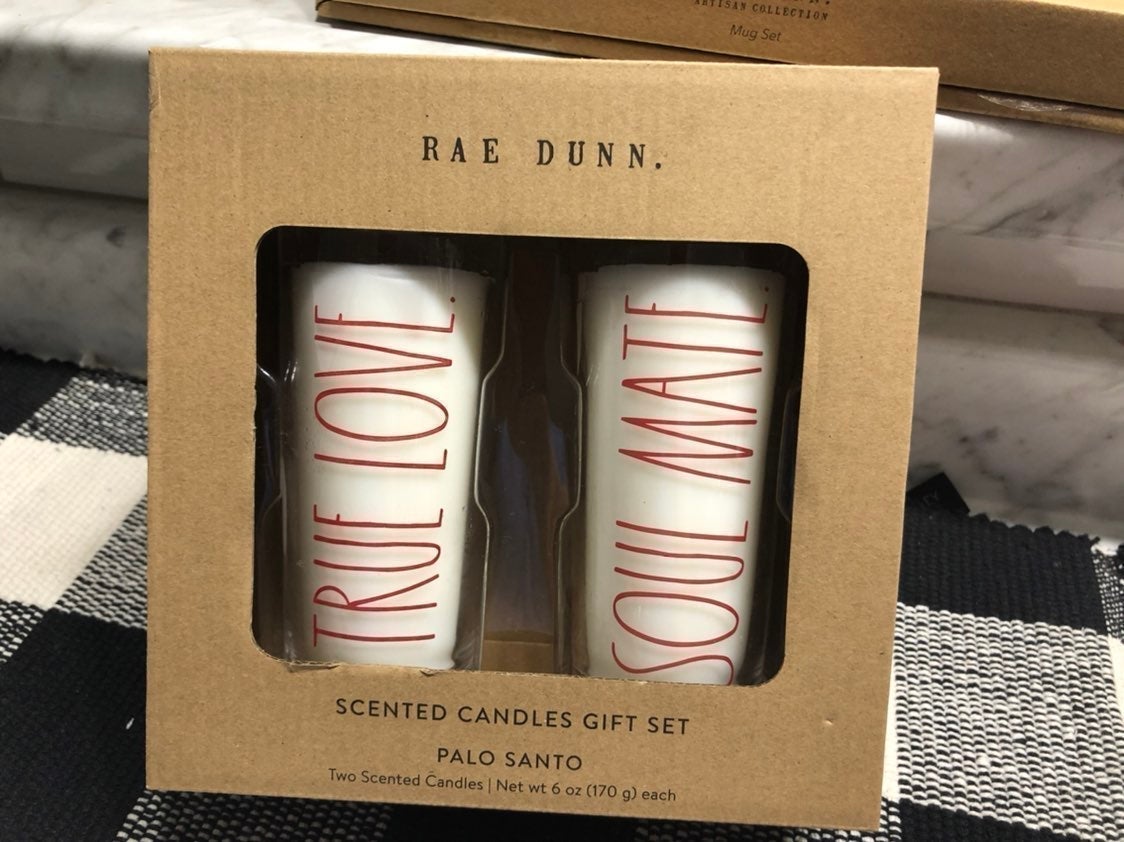 ARTISAN COLLECTION
Mug Set
RAE DUNN.
TRUE LOVE.
SOUL MATE.
SCENTED CANDLES GIFT SET
PALO SANTO
Two Scented Candles | Net wt 6 oz (170 g) each